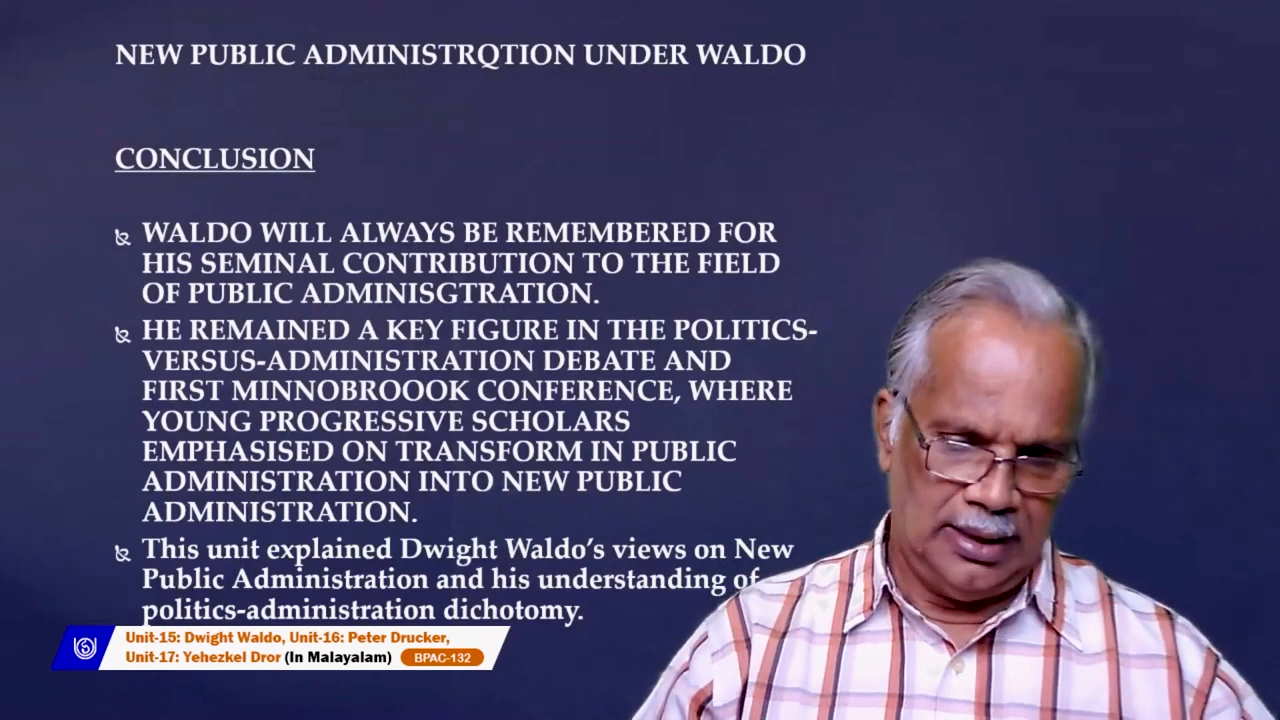 NEW PUBLIC ADMINISTRQTION UNDER WALDO
CONCLUSION
WALDO WILL ALWAYS BE REMEMBERED FOR
HIS SEMINAL CONTRIBUTION TO THE FIELD
OF PUBLIC ADMINISGTRATION.
HE REMAINED A KEY FIGURE IN THE POLITICS-
VERSUS-ADMINISTRATION DEBATE AND
FIRST MINNOBROOOK CONFERENCE, WHERE
YOUNG PROGRESSIVE SCHOLARS
EMPHASISED ON TRANSFORM IN PUBLIC
ADMINISTRATION INTO NEW PUBLIC
ADMINISTRATION.
This unit explained Dwight Waldo’s views on New
Public Administration and his understanding of
politics-administration dichotomy.
Unit-15: Dwight Waldo, Unit-16: Peter Drucker,
Unit-17: Yehezkel Dror (In Malayalam) BPAC-132